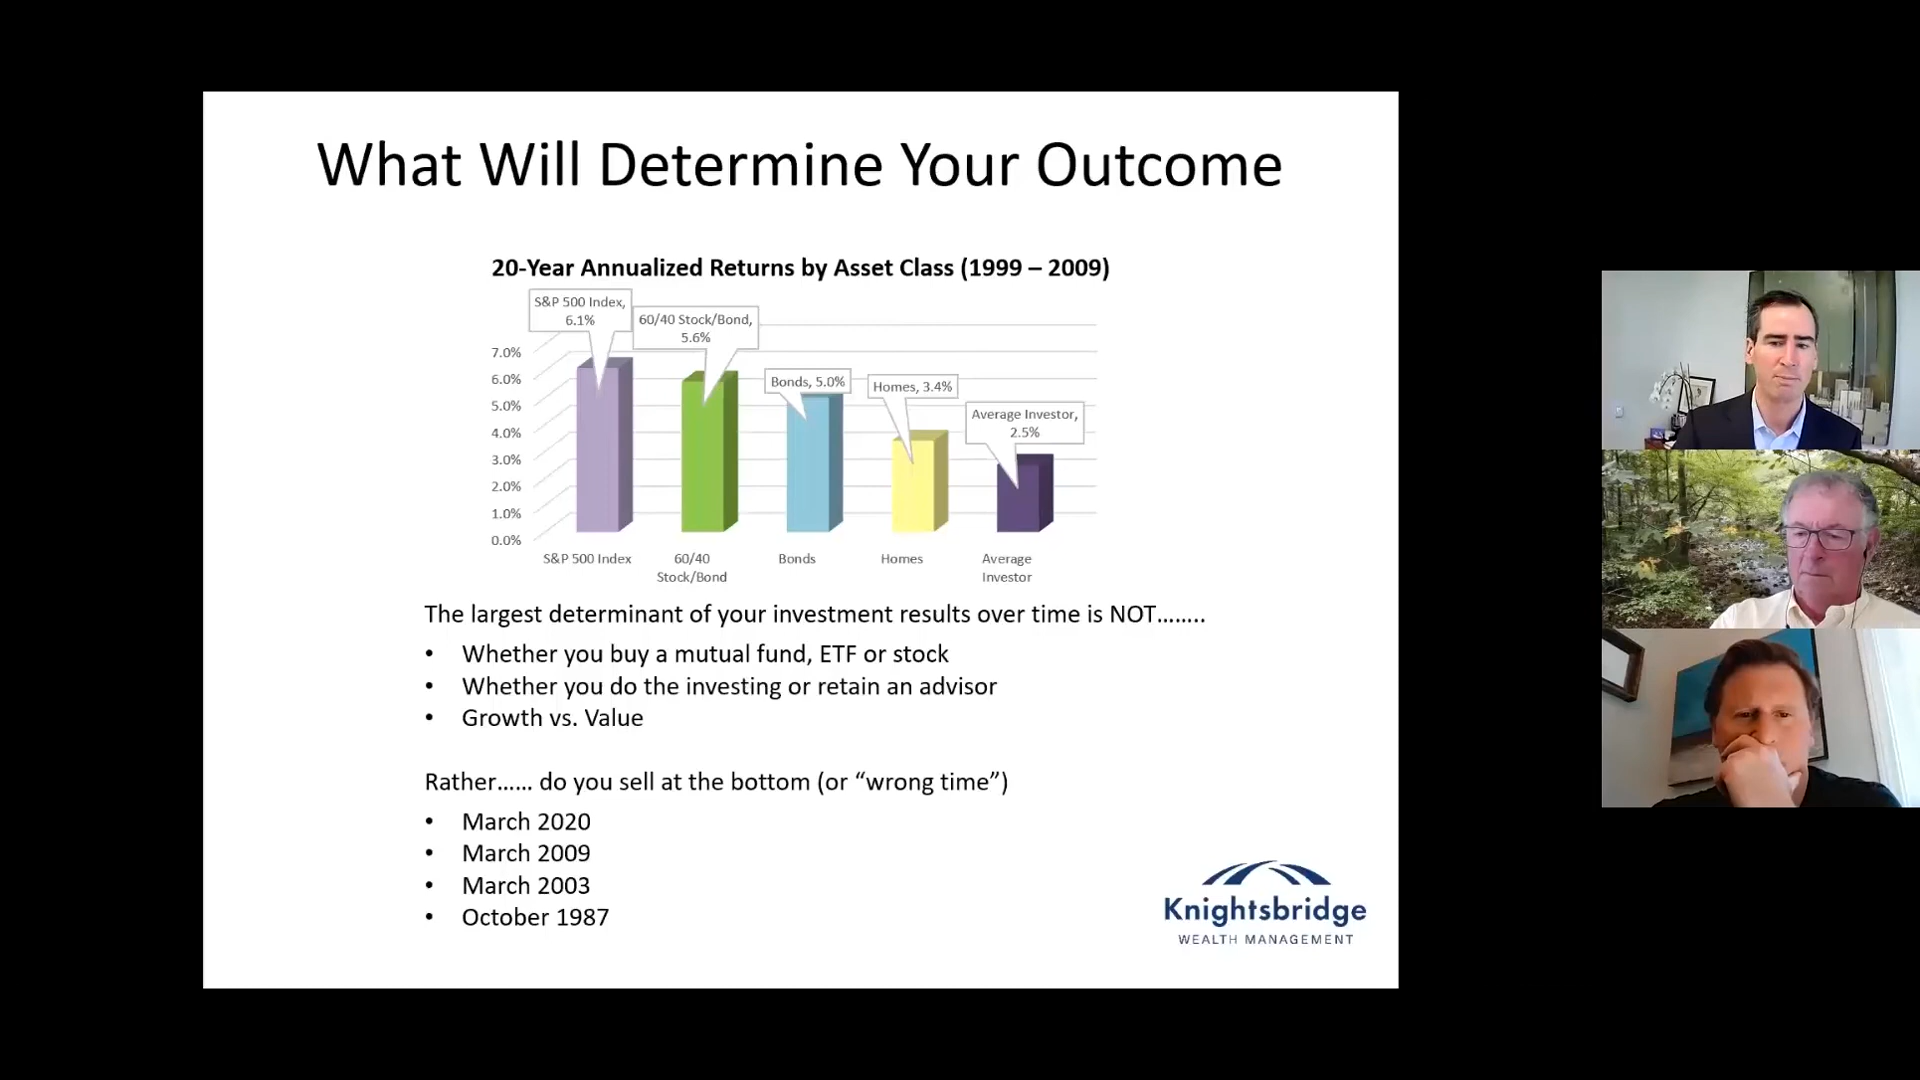 What Will Determine Your Outcome
20-Year Annualized Returns by Asset Class (1999 – 2009)
S&P 500 Index,
6.1%
60/40 Stock/Bond,
5.6%
Bonds, 5.0%
Homes, 3.4%
Average Investor,
2.5%
7.0%
6.0%
5.0%
4.0%
3.0%
2.0%
1.0%
0.0%
S&P 500 Index
60/40
Stock/Bond
Bonds
Homes
Average
Investor
The largest determinant of your investment results over time is NOT……..
• Whether you buy a mutual fund, ETF or stock
• Whether you do the investing or retain an advisor
• Growth vs. Value
Rather…… do you sell at the bottom (or “wrong time”)
• March 2020
• March 2009
• March 2003
• October 1987
Knightsbridge
WEALTH MANAGEMENT